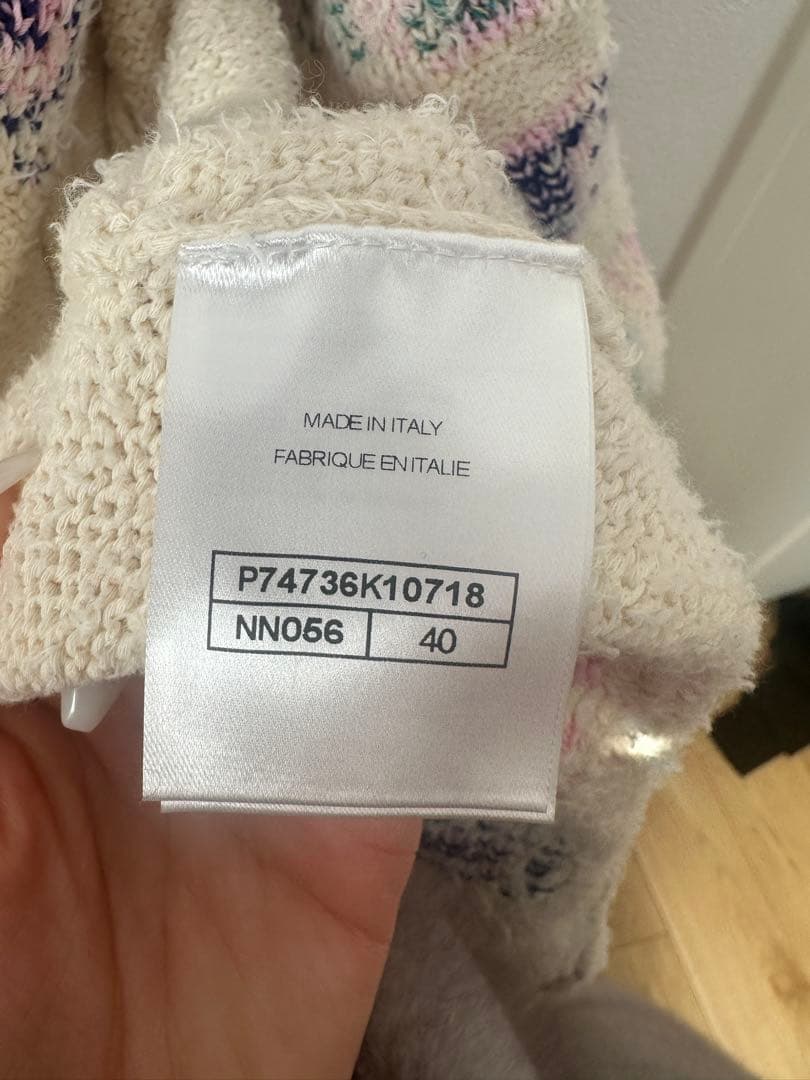 MADE IN ITALY
FABRIQUE EN ITALIE
P74736K10718
NN056 40